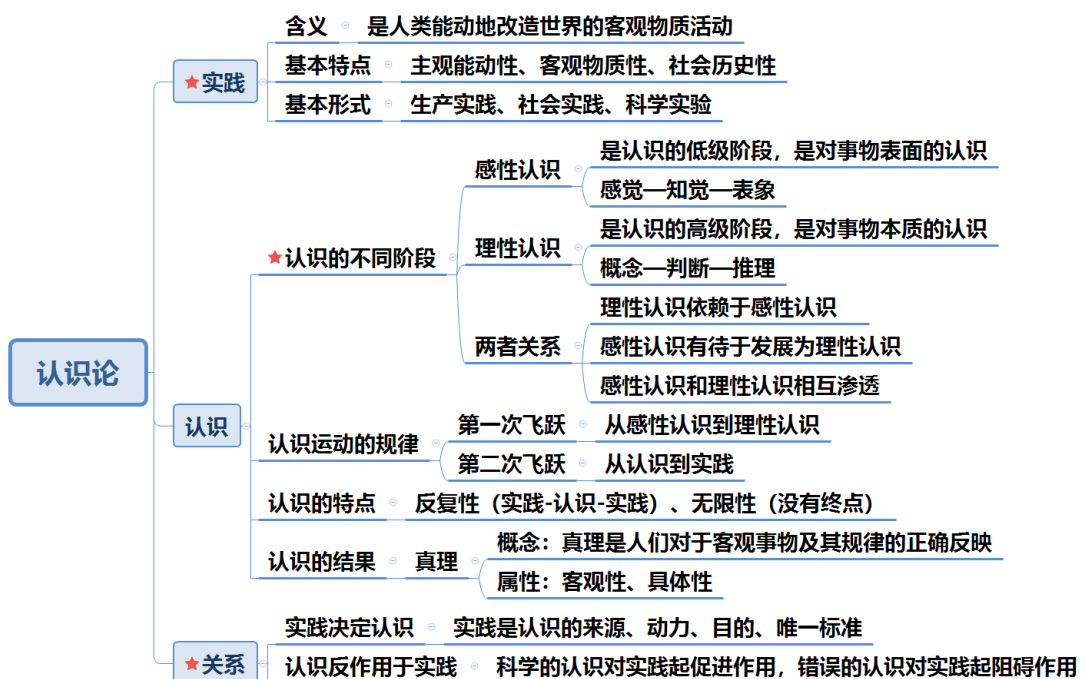 认识论
实践
含义
是人类能动地改造世界的客观物质活动
基本特点
主观能动性、客观物质性、社会历史性
基本形式
生产实践、社会实践、科学实验
认识
认识的不同阶段
感性认识
是认识的低级阶段，是对事物表面的认识
感觉—知觉—表象
理性认识
是认识的高级阶段，是对事物本质的认识
概念—判断—推理
两者关系
理性认识依赖于感性认识
感性认识有待于发展为理性认识
感性认识和理性认识相互渗透
认识运动的规律
第一次飞跃
从感性认识到理性认识
第二次飞跃
从认识到实践
认识的特点
反复性（实践-认识-实践）、无限性（没有终点）
认识的结果
真理
概念：真理是人们对于客观事物及其规律的正确反映
属性：客观性、具体性
关系
实践决定认识
实践是认识的来源、动力、目的、唯一标准
认识反作用于实践
科学的认识对实践起促进作用，错误的认识对实践起阻碍作用